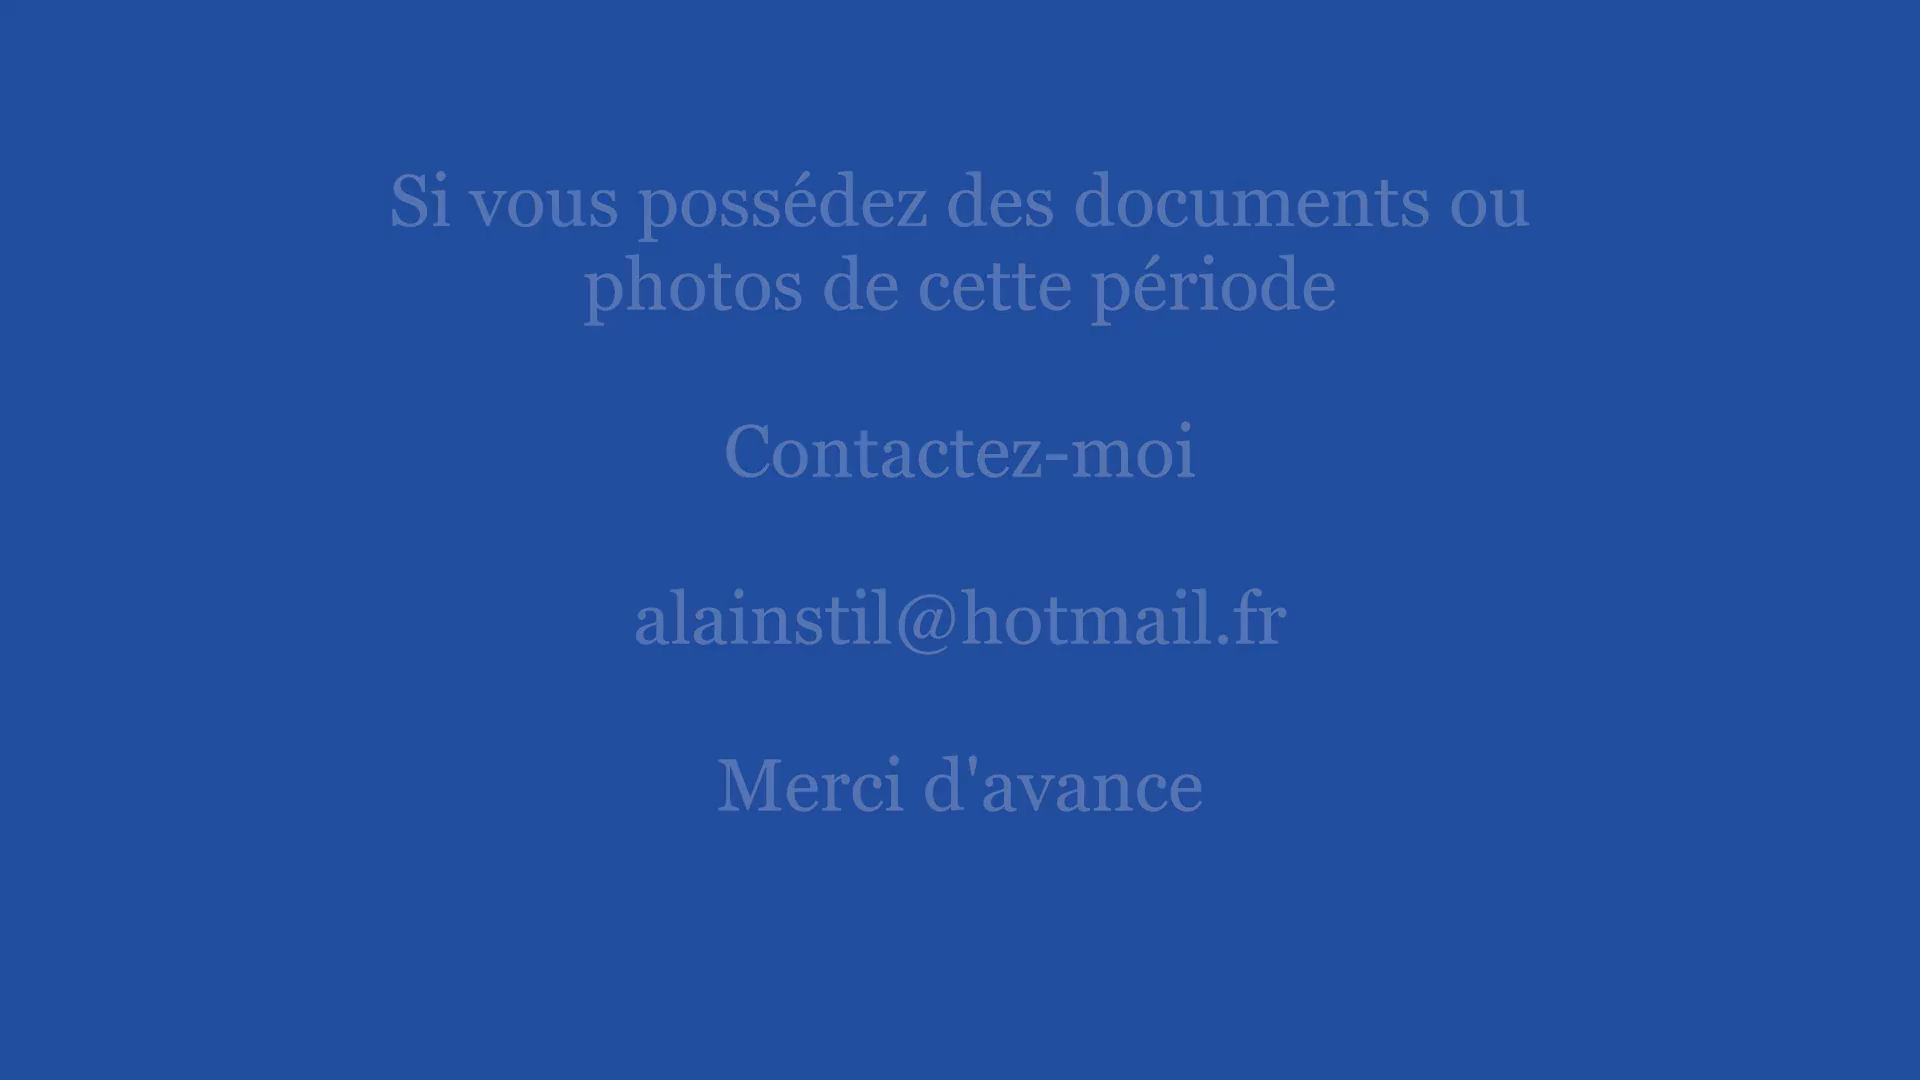 Si vous possédez des documents ou
photos de cette période
Contactez-moi
alainstil@hotmail.fr
Merci d'avance